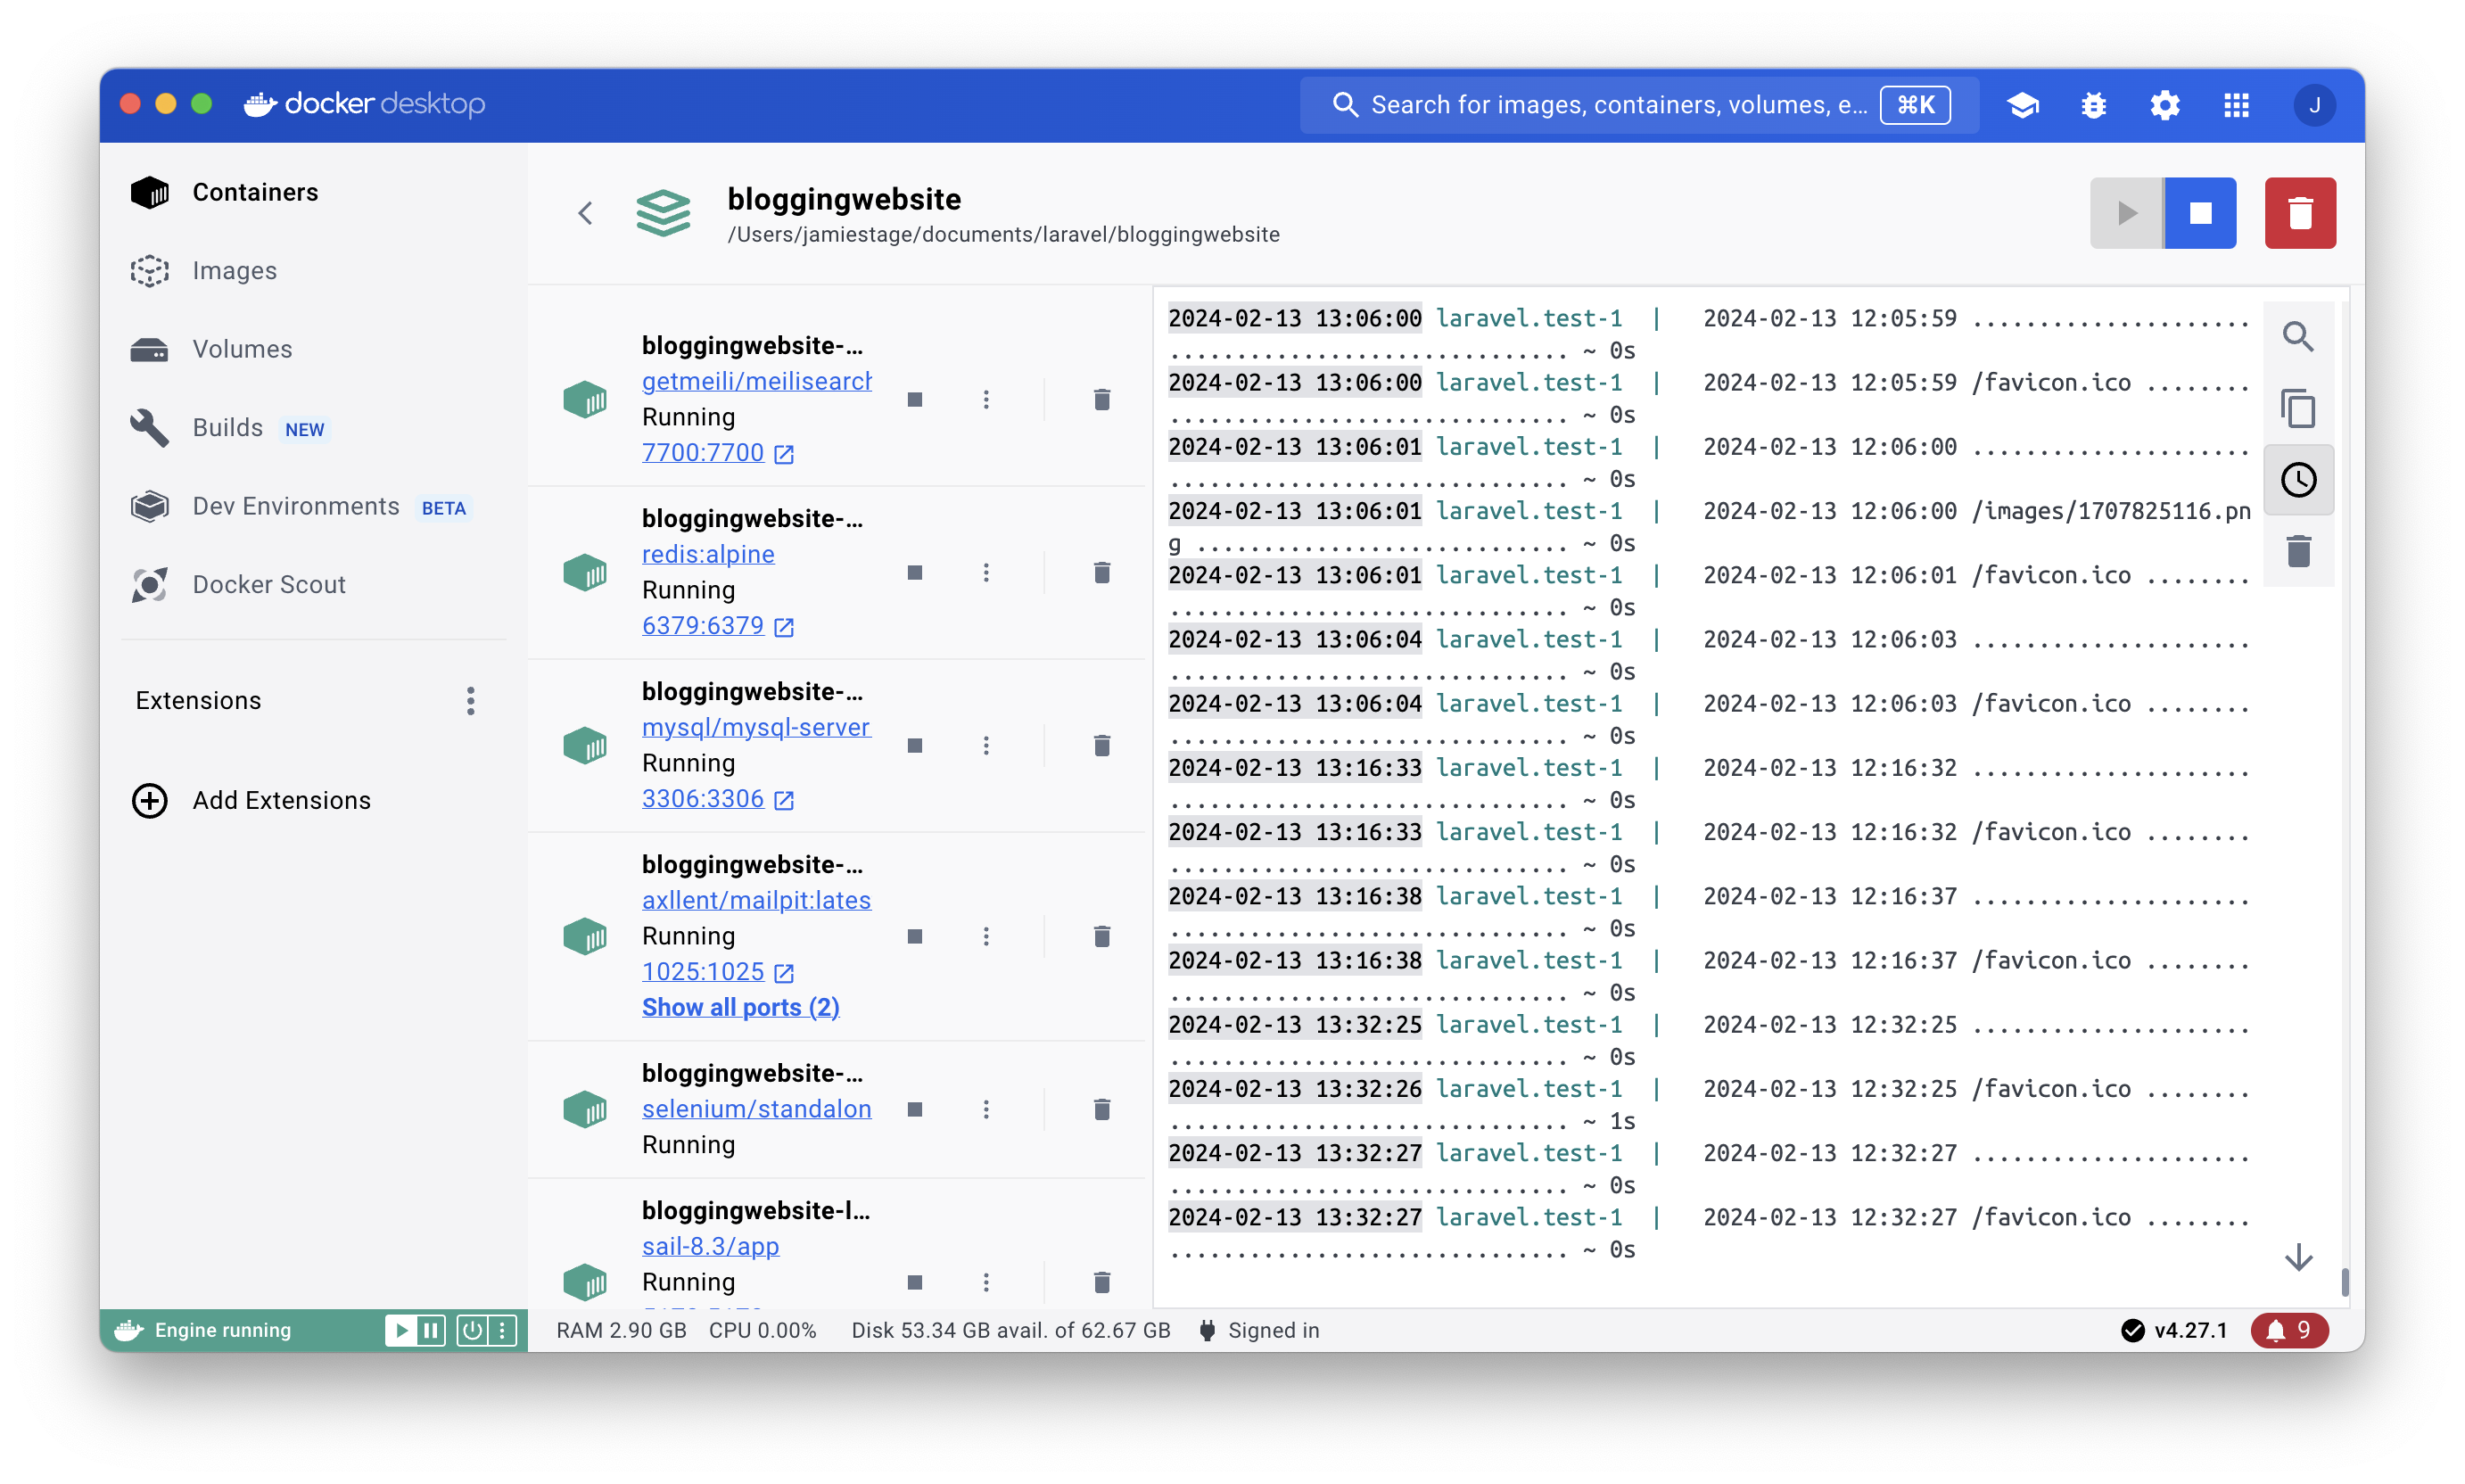 docker desktop
Search for images, containers, volumes, e...
⌘K
J
Containers
Images
Volumes
Builds NEW
Dev Environments BETA
Docker Scout
Extensions
Add Extensions
bloggingwebsite
/Users/jamiestage/documents/laravel/bloggingwebsite
bloggingwebsite-...
getmeili/meilisearch
Running
7700:7700
bloggingwebsite-...
redis:alpine
Running
6379:6379
bloggingwebsite-...
mysql/mysql-server
Running
3306:3306
bloggingwebsite-...
axllent/mailpit:lates
Running
1025:1025
Show all ports (2)
bloggingwebsite-...
selenium/standalon
Running
bloggingwebsite-l...
sail-8.3/app
Running
2024-02-13 13:06:00 laravel.test-1 | 2024-02-13 12:05:59 .....................
.............................. ~ 0s
2024-02-13 13:06:00 laravel.test-1 | 2024-02-13 12:05:59 /favicon.ico ........
.............................. ~ 0s
2024-02-13 13:06:01 laravel.test-1 | 2024-02-13 12:06:00 .....................
.............................. ~ 0s
2024-02-13 13:06:01 laravel.test-1 | 2024-02-13 12:06:00 /images/1707825116.pn
g ............................ ~ 0s
2024-02-13 13:06:01 laravel.test-1 | 2024-02-13 12:06:01 /favicon.ico ........
.............................. ~ 0s
2024-02-13 13:06:04 laravel.test-1 | 2024-02-13 12:06:03 .....................
.............................. ~ 0s
2024-02-13 13:06:04 laravel.test-1 | 2024-02-13 12:06:03 /favicon.ico ........
.............................. ~ 0s
2024-02-13 13:16:33 laravel.test-1 | 2024-02-13 12:16:32 .....................
.............................. ~ 0s
2024-02-13 13:16:33 laravel.test-1 | 2024-02-13 12:16:32 /favicon.ico ........
.............................. ~ 0s
2024-02-13 13:16:38 laravel.test-1 | 2024-02-13 12:16:37 .....................
.............................. ~ 0s
2024-02-13 13:16:38 laravel.test-1 | 2024-02-13 12:16:37 /favicon.ico ........
.............................. ~ 0s
2024-02-13 13:32:25 laravel.test-1 | 2024-02-13 12:32:25 .....................
.............................. ~ 0s
2024-02-13 13:32:26 laravel.test-1 | 2024-02-13 12:32:25 /favicon.ico ........
.............................. ~ 1s
2024-02-13 13:32:27 laravel.test-1 | 2024-02-13 12:32:27 .....................
.............................. ~ 0s
2024-02-13 13:32:27 laravel.test-1 | 2024-02-13 12:32:27 /favicon.ico ........
.............................. ~ 0s
Engine running
RAM 2.90 GB CPU 0.00% Disk 53.34 GB avail. of 62.67 GB Signed in
v4.27.1
9